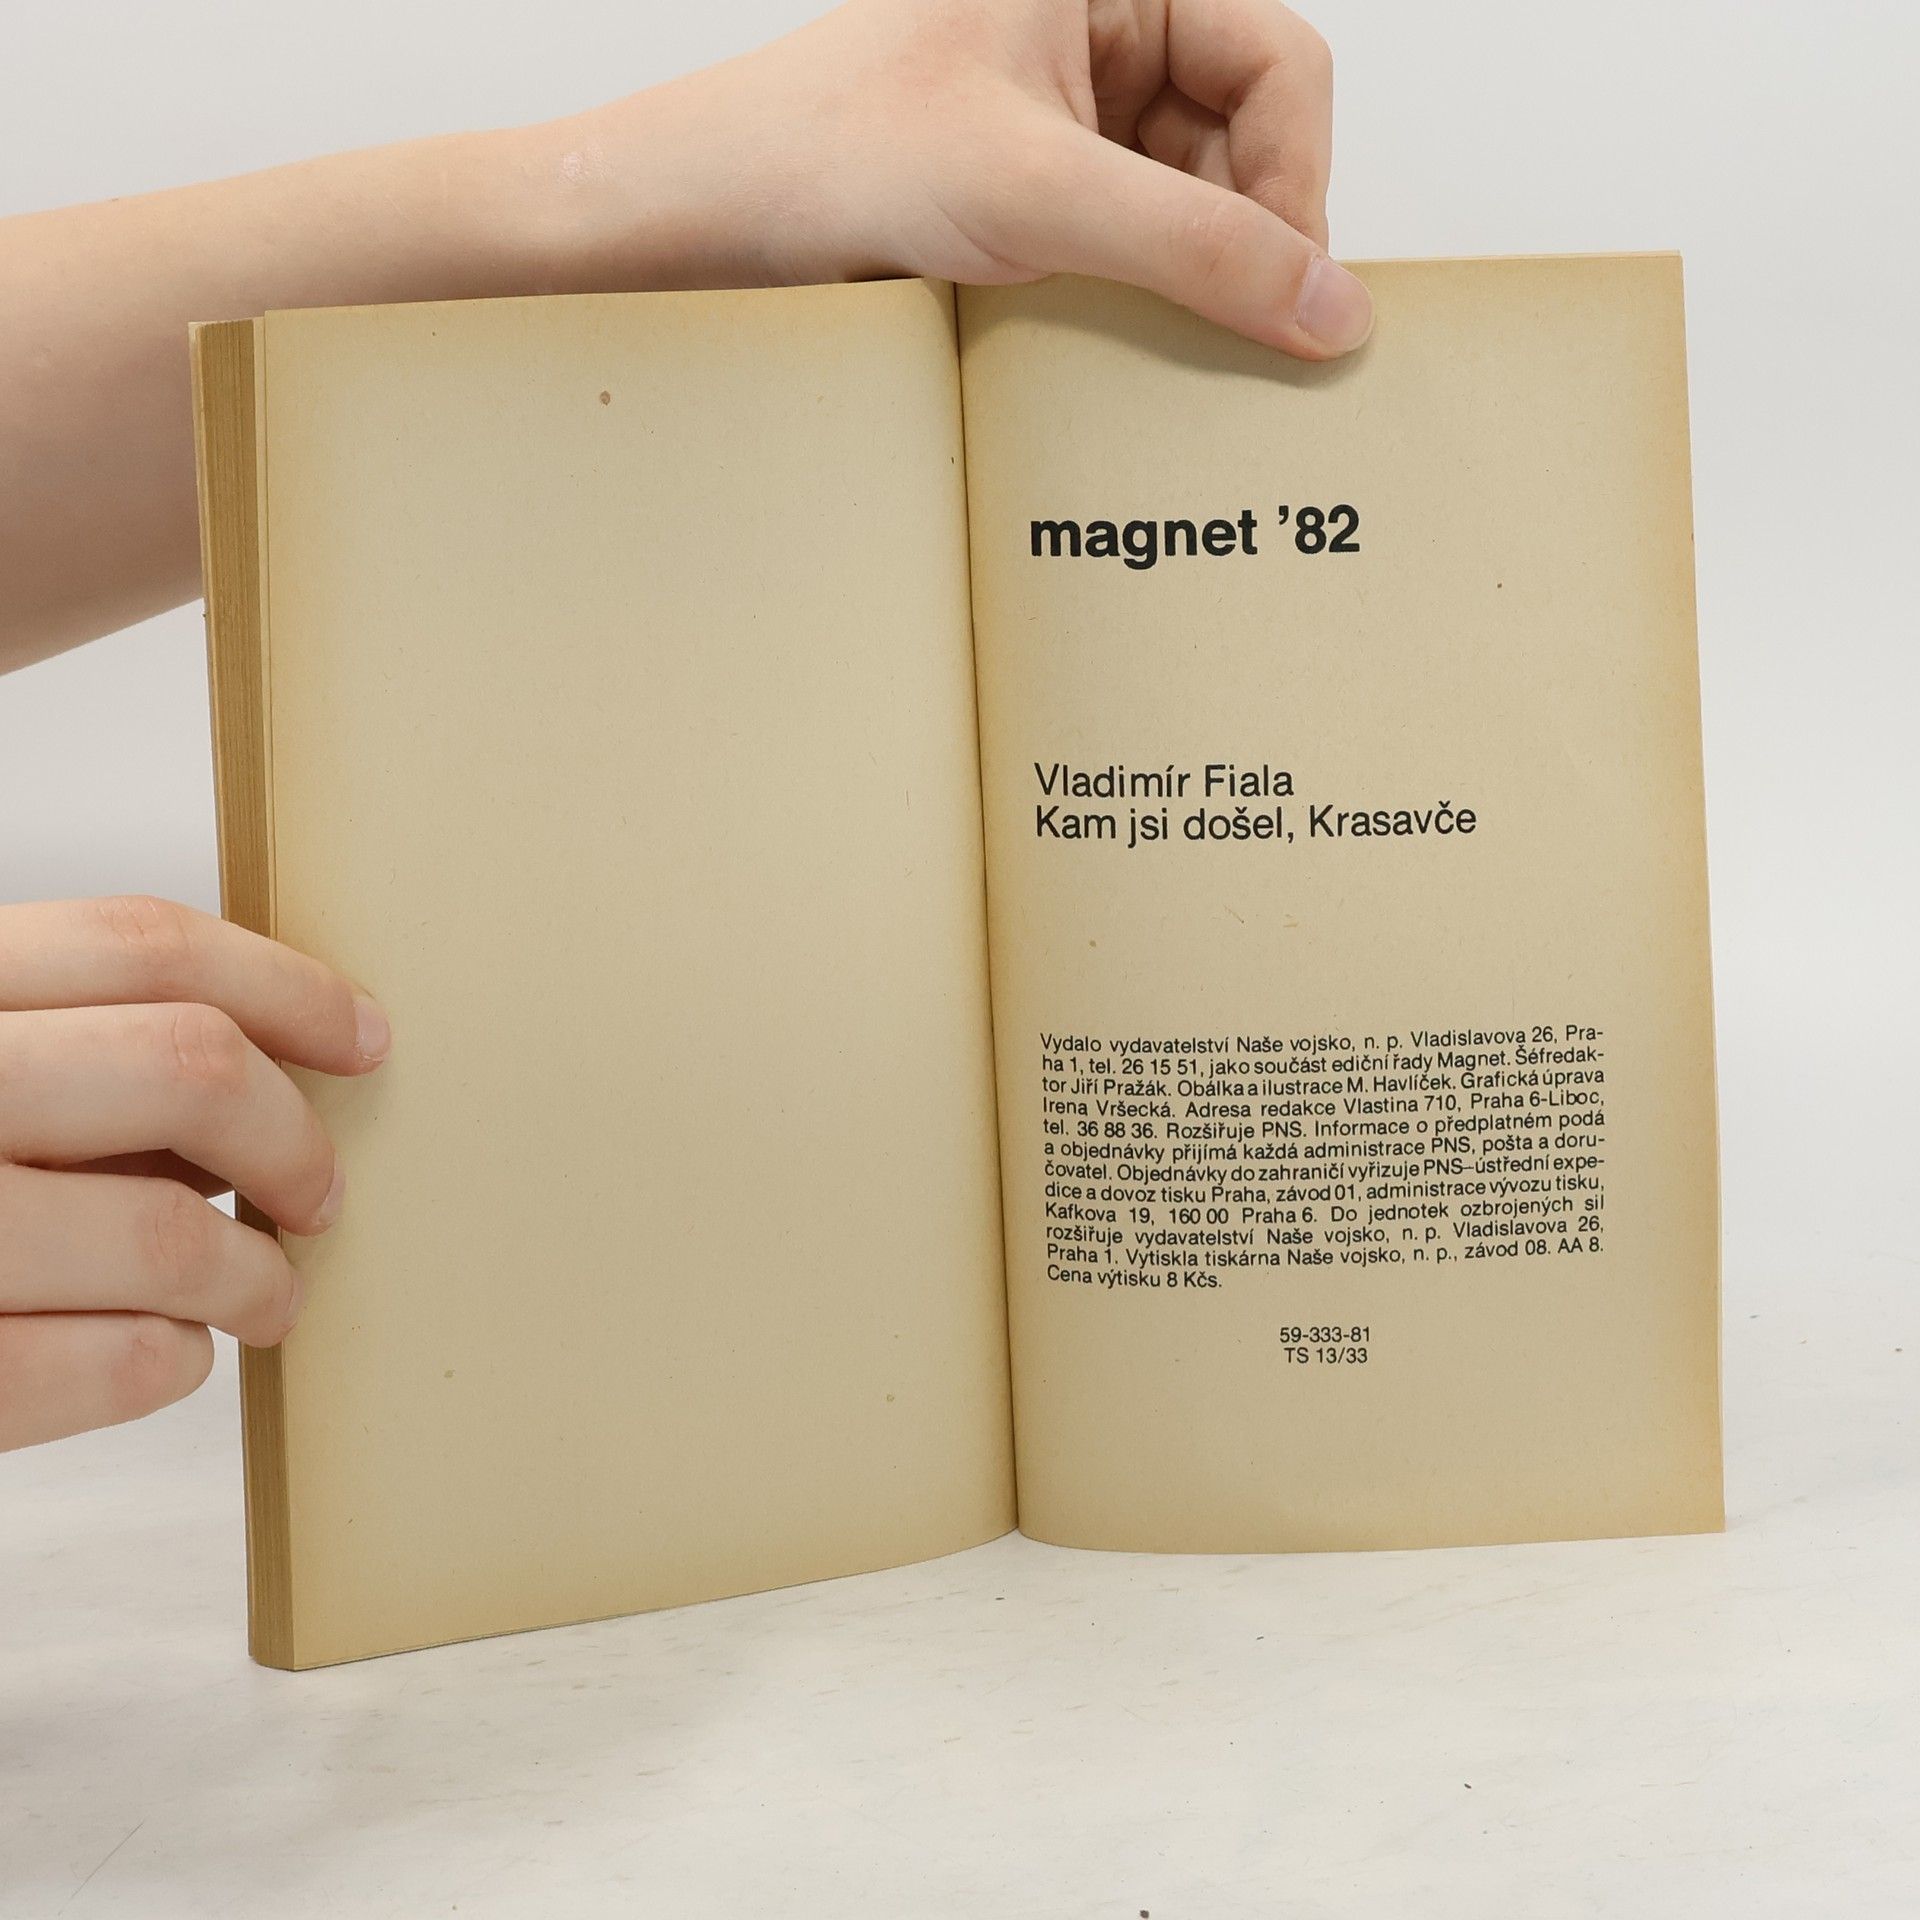 magnet ’82
Vladimír Fiala
Kam jsi došel, Krasavče
Vydalo vydavatelství Naše vojsko, n. p. Vladislavova 26, Pra-
ha 1, tel. 26 15 51, jako součást ediční řady Magnet. Šéfredak-
tor Jiří Pražák. Obálka a ilustrace M. Havlíček. Grafická úprava
Irena Vršecká. Adresa redakce Vlastina 710, Praha 6-Liboc,
tel. 36 88 36. Rozšiřuje PNS. Informace o předplatném podá
a objednávky přijímá každá administrace PNS, pošta a doru-
čovatel. Objednávky do zahraničí vyřizuje PNS–ústřední expe-
dice a dovoz tisku Praha, závod 01, administrace vývozu tisku,
Kafkova 19, 160 00 Praha 6. Do jednotek ozbrojených sil
rozšiřuje vydavatelství Naše vojsko, n. p. Vladislavova 26,
Praha 1. Vytiskla tiskárna Naše vojsko, n. p., závod 08. AA 8.
Cena výtisku 8 Kčs.
59-333-81
TS 13/33